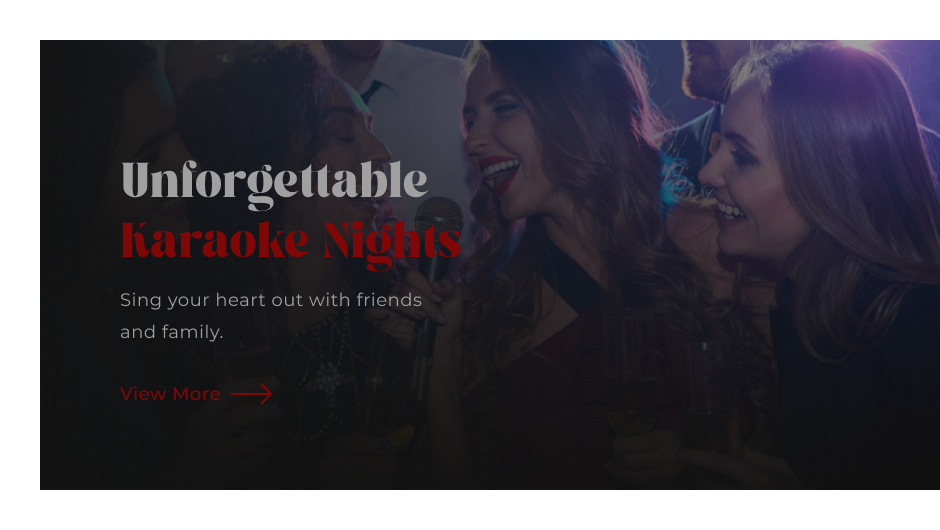 Unforgettable
Karaoke Nights
Sing your heart out with friends
and family.
View More